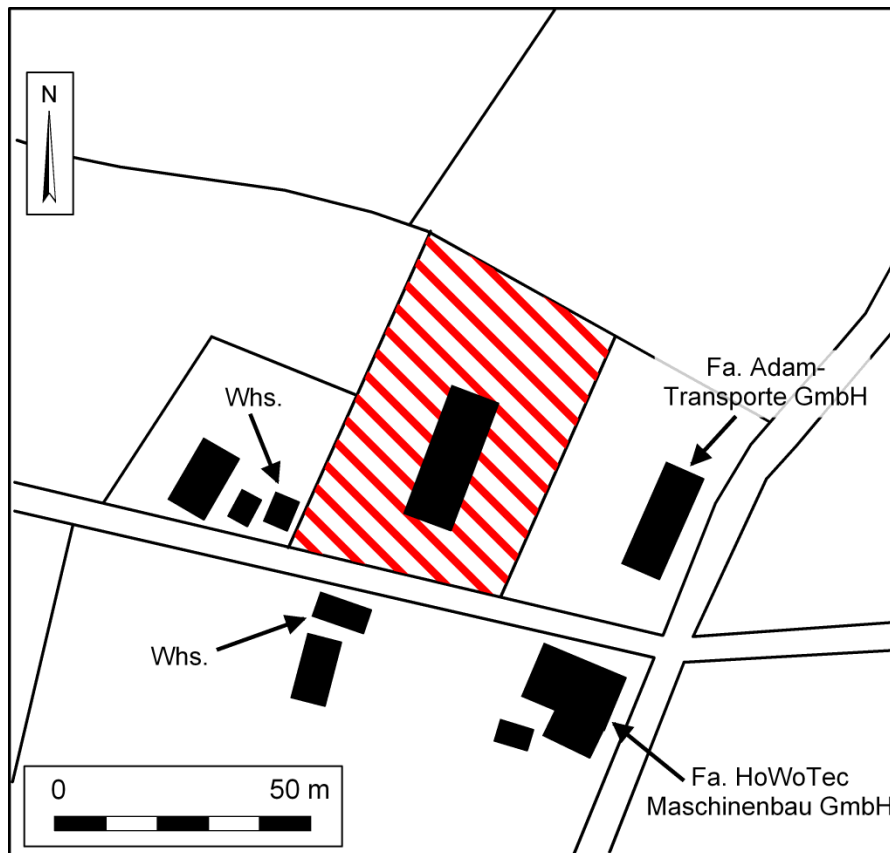 N
Fa. Adam-
Transporte GmbH
Whs.
Whs.
Fa. HoWoTec
Maschinenbau GmbH
0 50 m